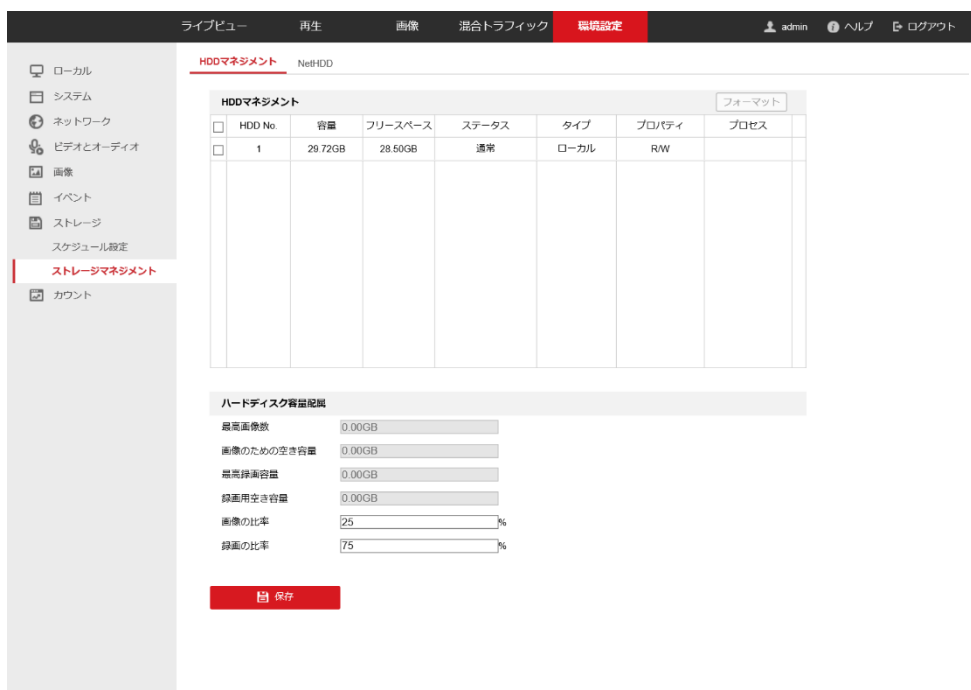 ライブビュー 再生 画像 混合トラフィック 環境設定 admin ヘルプ ログアウト
ローカル
システム
ネットワーク
ビデオとオーディオ
画像
イベント
ストレージ
スケジュール設定
ストレージマネジメント
カウント
HDDマネジメント NetHDD
HDDマネジメント フォーマット
HDD No. 容量 フリースペース ステータス タイプ プロパティ プロセス
1 29.72GB 28.50GB 通常 ローカル R/W
ハードディスク容量配属
最高画像数 0.00GB
画像のための空き容量 0.00GB
最高録画容量 0.00GB
録画用空き容量 0.00GB
画像の比率 25 %
録画の比率 75 %
保存